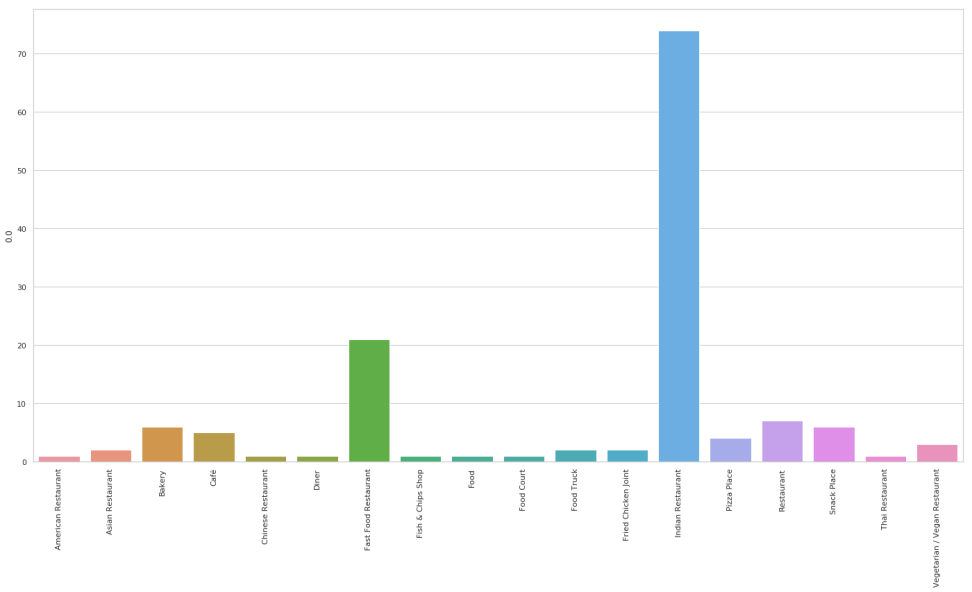 70
60
50
40
30
20
10
0
0.0
American Restaurant
Asian Restaurant
Bakery
Café
Chinese Restaurant
Diner
Fast Food Restaurant
Fish & Chips Shop
Food
Food Court
Food Truck
Fried Chicken Joint
Indian Restaurant
Pizza Place
Restaurant
Snack Place
Thai Restaurant
Vegetarian / Vegan Restaurant